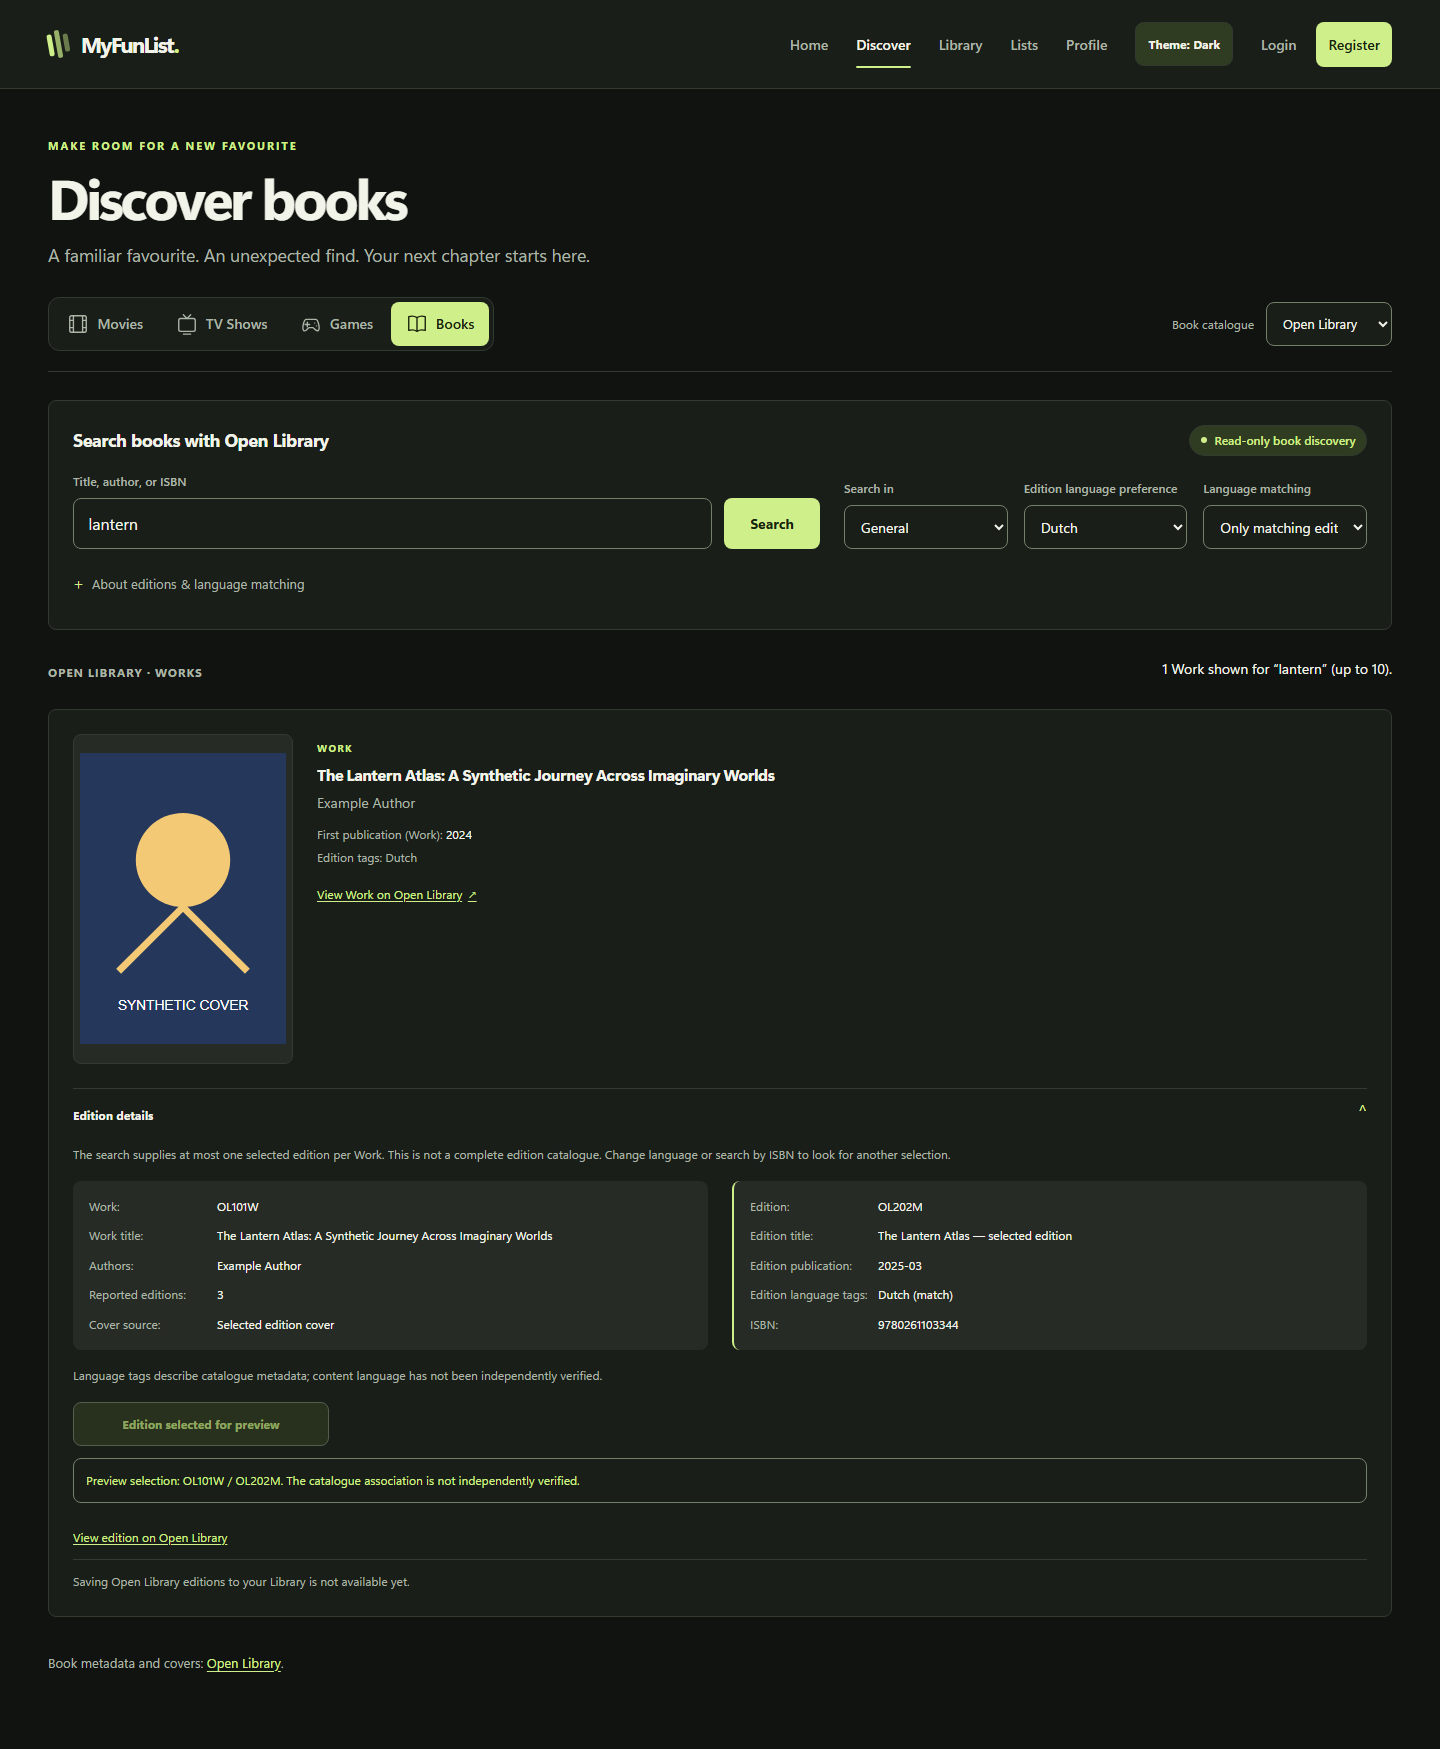 MyFunList.
Home Discover Library Lists Profile Theme: Dark Login Register
MAKE ROOM FOR A NEW FAVOURITE
Discover books
A familiar favourite. An unexpected find. Your next chapter starts here.
Movies TV Shows Games Books
Book catalogue Open Library
Search books with Open Library
Read-only book discovery
Title, author, or ISBN
Search in Edition language preference Language matching
lantern Search General Dutch Only matching edit
+ About editions & language matching
OPEN LIBRARY · WORKS
1 Work shown for “lantern” (up to 10).
SYNTHETIC COVER
WORK
The Lantern Atlas: A Synthetic Journey Across Imaginary Worlds
Example Author
First publication (Work): 2024
Edition tags: Dutch
View Work on Open Library ↗
Edition details ^
The search supplies at most one selected edition per Work. This is not a complete edition catalogue. Change language or search by ISBN to look for another selection.
Work: OL101W
Work title: The Lantern Atlas: A Synthetic Journey Across Imaginary Worlds
Authors: Example Author
Reported editions: 3
Cover source: Selected edition cover
Edition: OL202M
Edition title: The Lantern Atlas — selected edition
Edition publication: 2025-03
Edition language tags: Dutch (match)
ISBN: 9780261103344
Language tags describe catalogue metadata; content language has not been independently verified.
Edition selected for preview
Preview selection: OL101W / OL202M. The catalogue association is not independently verified.
View edition on Open Library
Saving Open Library editions to your Library is not available yet.
Book metadata and covers: Open Library.